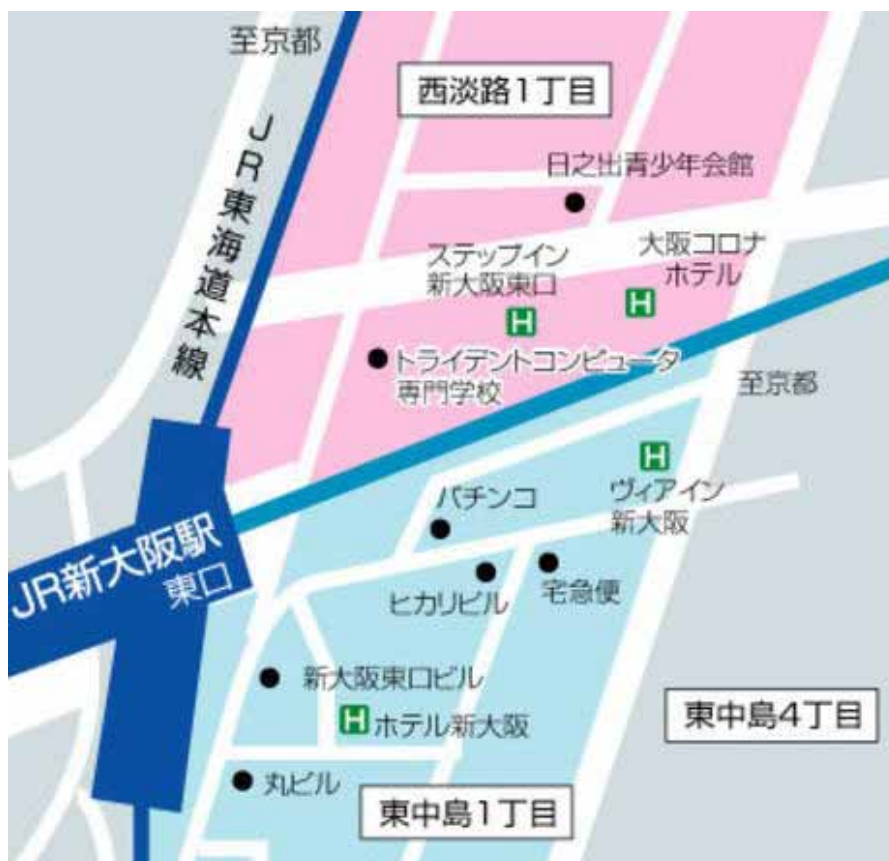 至京都
西淡路1丁目
JR東海道本線
日之出青少年会館
ステップイン
新大阪東口
大阪コロナ
ホテル
H
H
トライデントコンピュータ
専門学校
至京都
H
ヴィアイン
新大阪
パチンコ
JR新大阪駅
東口
ヒカリビル
宅急便
新大阪東口ビル
H ホテル新大阪
東中島4丁目
丸ビル
東中島1丁目